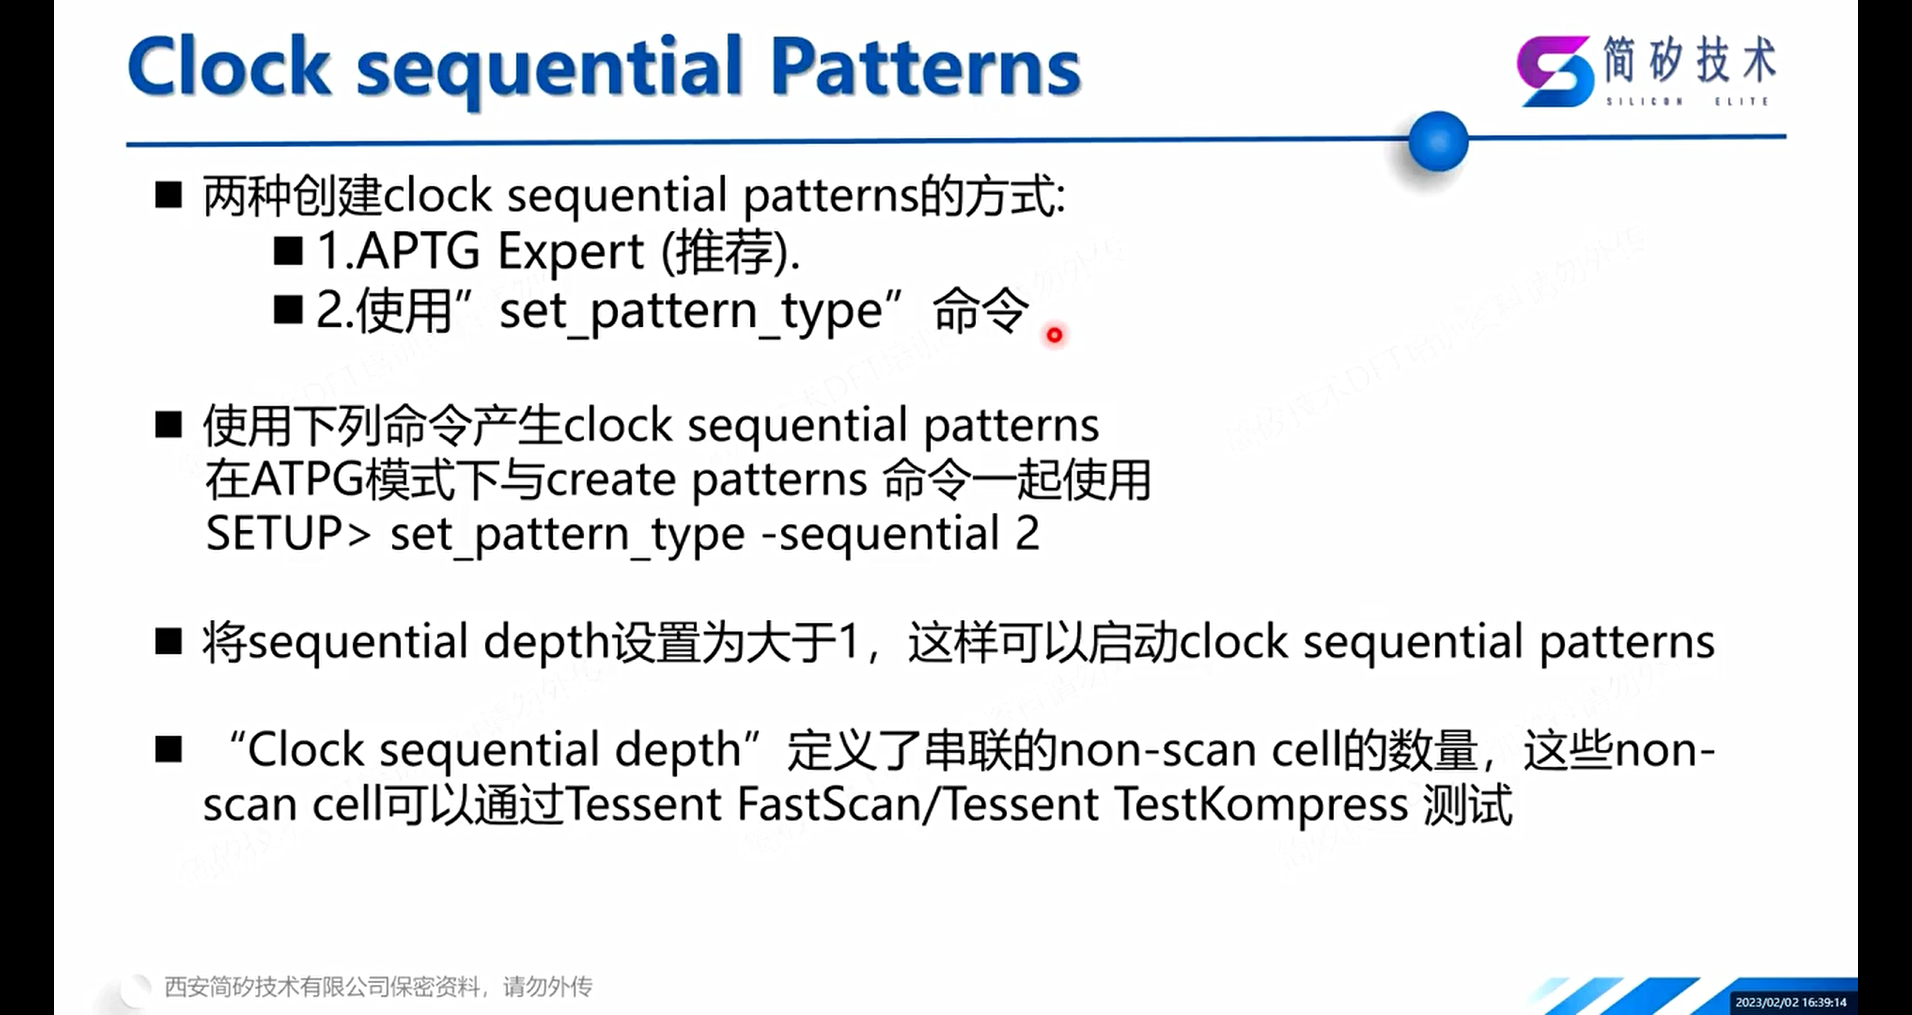 Clock sequential Patterns
简矽技术
SILICON ELITE
■ 两种创建clock sequential patterns的方式:
■ 1.APTG Expert (推荐).
■ 2.使用”set_pattern_type”命令
■ 使用下列命令产生clock sequential patterns
在ATPG模式下与create patterns 命令一起使用
SETUP> set_pattern_type -sequential 2
■ 将sequential depth设置为大于1，这样可以启动clock sequential patterns
■ “Clock sequential depth”定义了串联的non-scan cell的数量，这些non-
scan cell可以通过Tessent FastScan/Tessent TestKompress 测试
西安简矽技术有限公司保密资料，请勿外传
2023/02/02 16:39:14